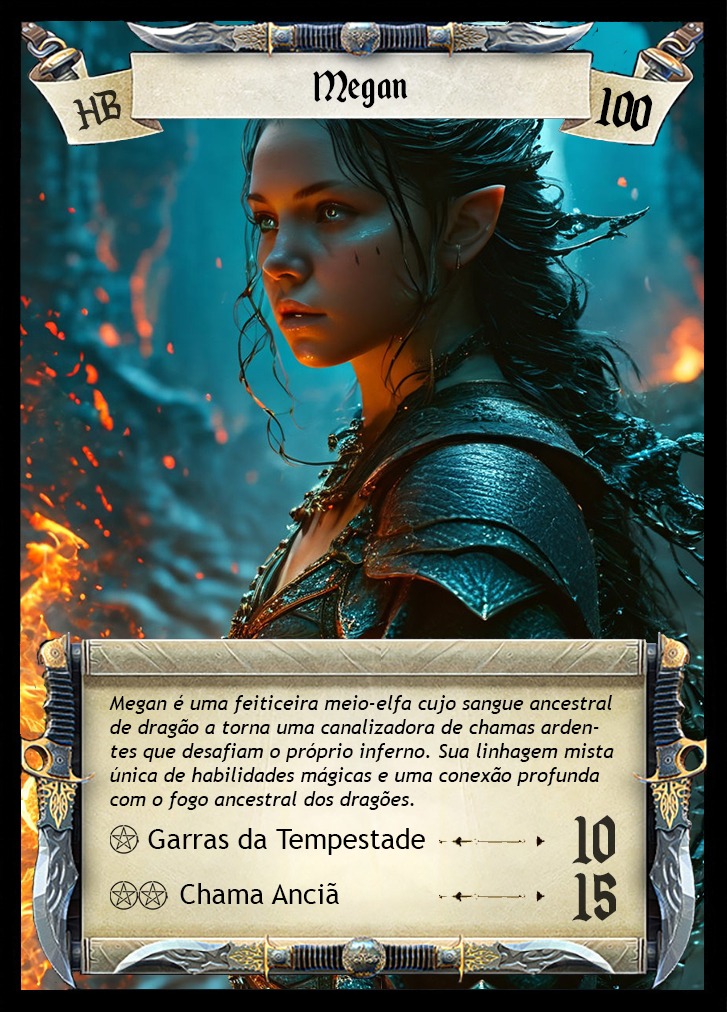 HB
Megan
100
Megan é uma feiticeira meio-elfa cujo sangue ancestral
de dragão a torna uma canalizadora de chamas arden-
tes que desafiam o próprio inferno. Sua linhagem mista
única de habilidades mágicas e uma conexão profunda
com o fogo ancestral dos dragões.
Garras da Tempestade 10
Chama Anciã 15